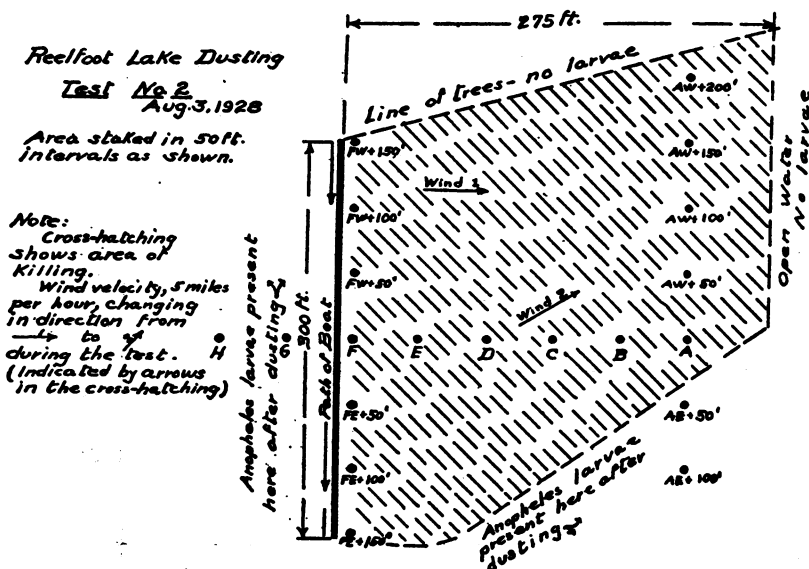 Reelfoot Lake Dusting
Test No 2
Aug. 3, 1928
Area staked in 50 ft.
intervals as shown.
Note:
Cross-hatching
shows area of
Killing.
Wind velocity, 5 miles
per hour, changing
in direction from
to
during the test.
(Indicated by arrows
in the cross-hatching)
275 ft.
Line of trees - no larvae
Open Water
No larvae
Anopheles larvae present
here after dusting
300 ft.
Path of Boat
Wind 1
Wind 2
FW+150'
FW+100'
FW+50'
AW+200'
AW+150'
AW+100'
AW+50'
H
G
F
E
D
C
B
A
FE+50'
FE+100'
FE+150'
AE+50'
AE+100'
Anopheles larvae
present here after
dusting